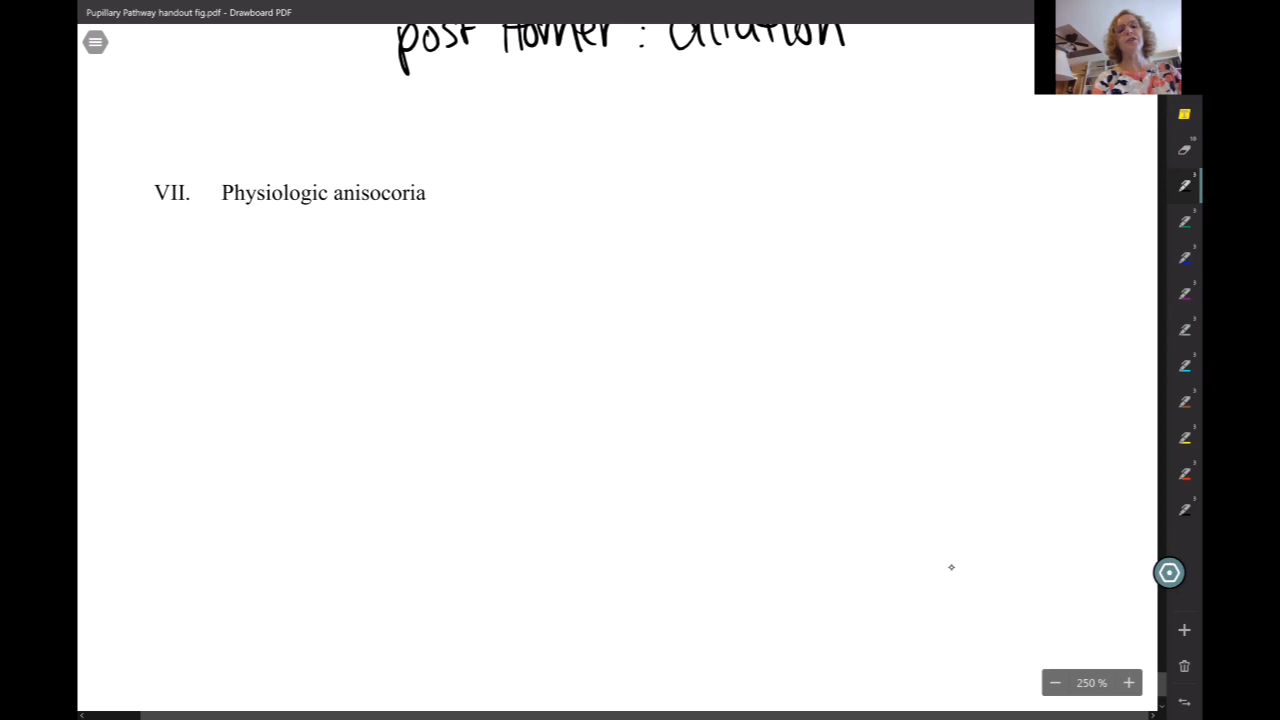 Pupillary Pathway handout fig.pdf - Drawboard PDF
post Horner : dilation
VII. Physiologic anisocoria
250 %